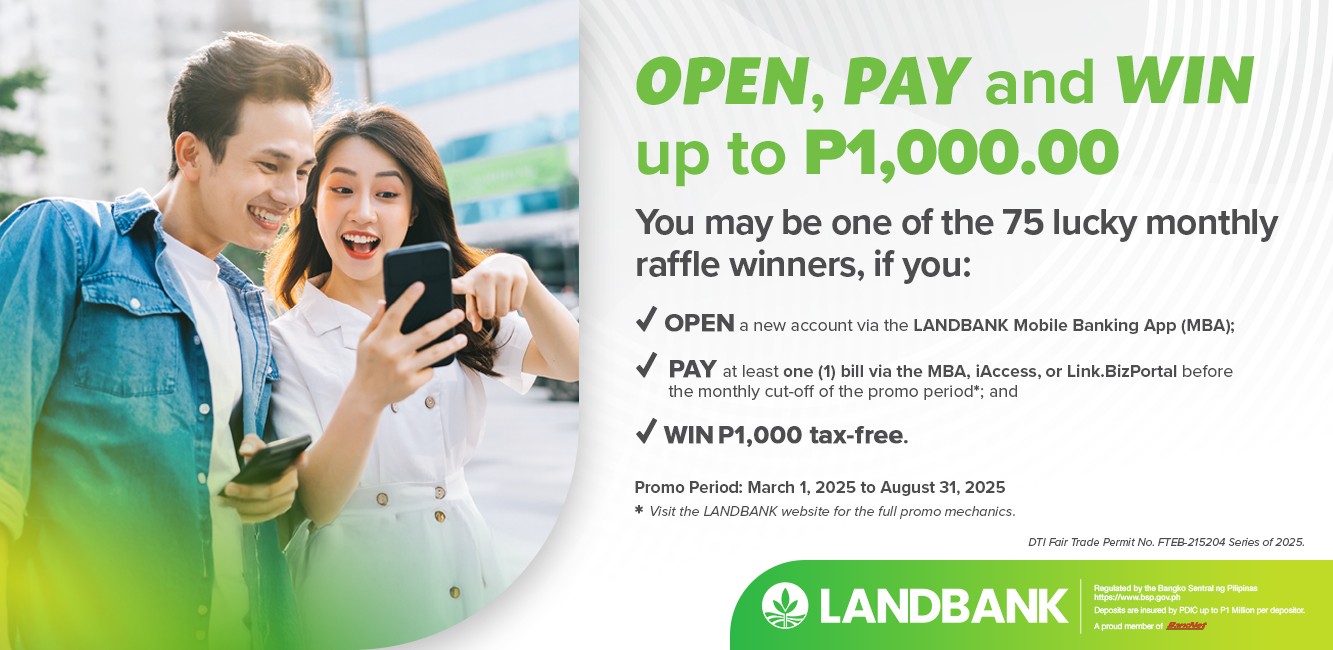 OPEN, PAY and WIN
up to P1,000.00
You may be one of the 75 lucky monthly
raffle winners, if you:
OPEN a new account via the LANDBANK Mobile Banking App (MBA);
PAY at least one (1) bill via the MBA, iAccess, or Link.BizPortal before
the monthly cut-off of the promo period*; and
WIN P1,000 tax-free.
Promo Period: March 1, 2025 to August 31, 2025
* Visit the LANDBANK website for the full promo mechanics.
DTI Fair Trade Permit No. FTEB-215204 Series of 2025.
LANDBANK
Regulated by the Bangko Sentral ng Pilipinas
https://www.bsp.gov.ph
Deposits are insured by PDIC up to P1 Million per depositor.
A proud member of BancNet